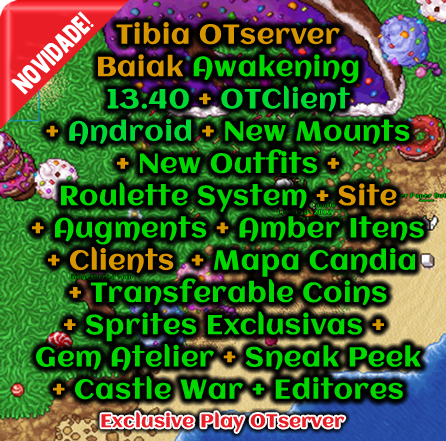 NOVIDADE!
Tibia OTserver
Baiak Awakening
13.40 + OTClient
+ Android + New Mounts
+ New Outfits +
Roulette System + Site
+ Augments + Amber Itens
+ Clients + Mapa Candia
+ Transferable Coins
+ Sprites Exclusivas +
Gem Atelier + Sneak Peek
+ Castle War + Editores
Exclusive Play OTserver